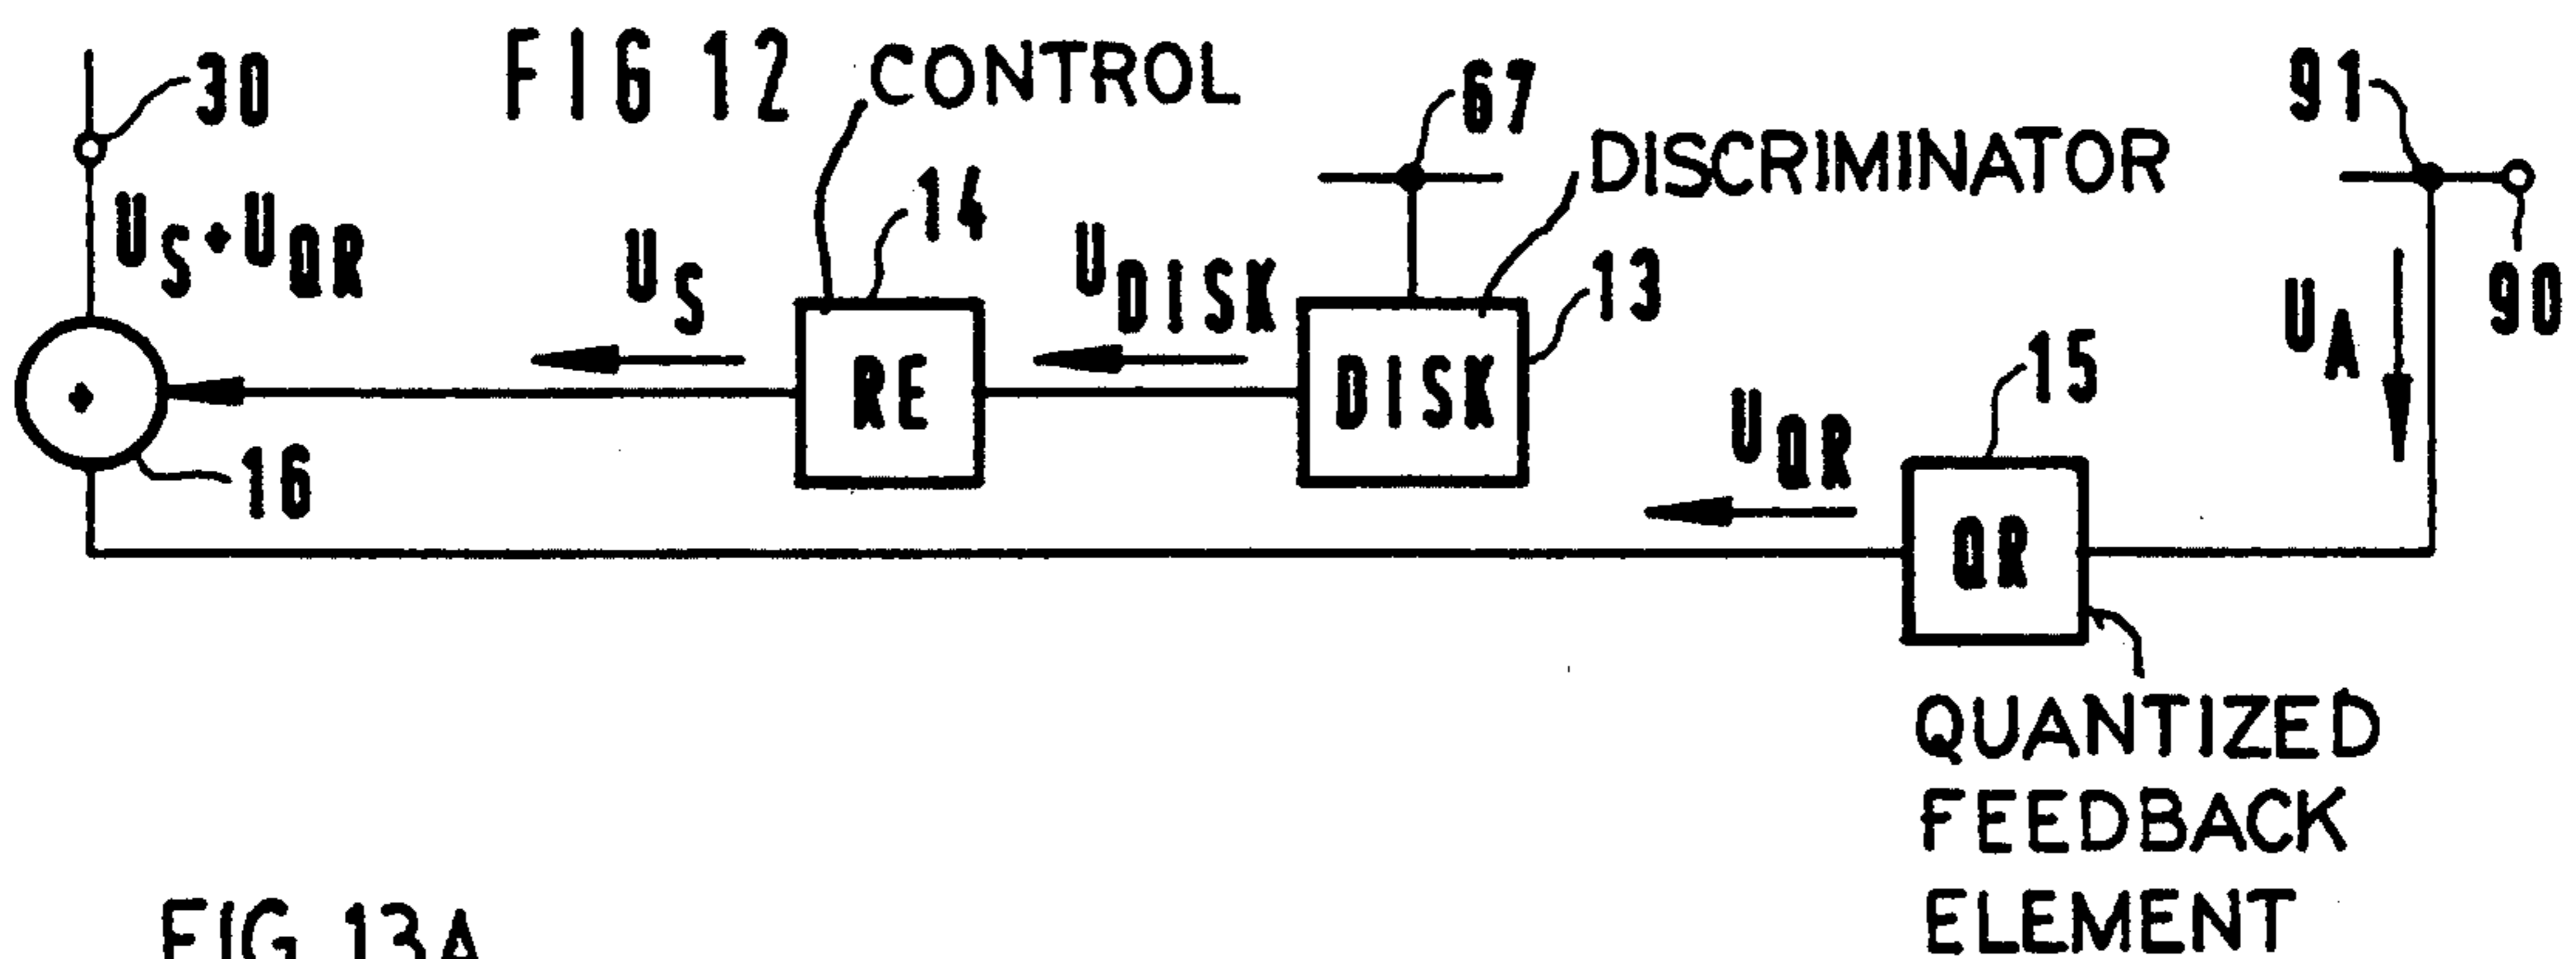 FIG 12
CONTROL
30
67
91
DISCRIMINATOR
14
U_S+U_QR
U_S
U_DISK
13
90
U_A
+
RE
DISK
15
U_QR
16
QR
QUANTIZED
FEEDBACK
ELEMENT
FIG 13A